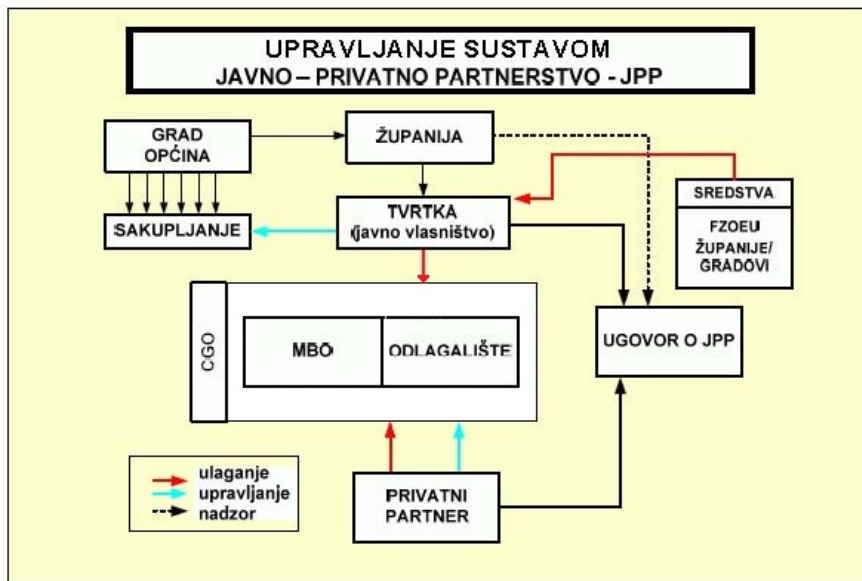 UPRAVLJANJE SUSTAVOM
JAVNO – PRIVATNO PARTNERSTVO - JPP
GRAD
OPĆINA
ŽUPANIJA
SREDSTVA
FZOEU
ŽUPANIJE/
GRADOVI
SAKUPLJANJE
TVRTKA
(javno vlasništvo)
CGO
MBO
ODLAGALIŠTE
UGOVOR O JPP
ulaganje
upravljanje
nadzor
PRIVATNI
PARTNER